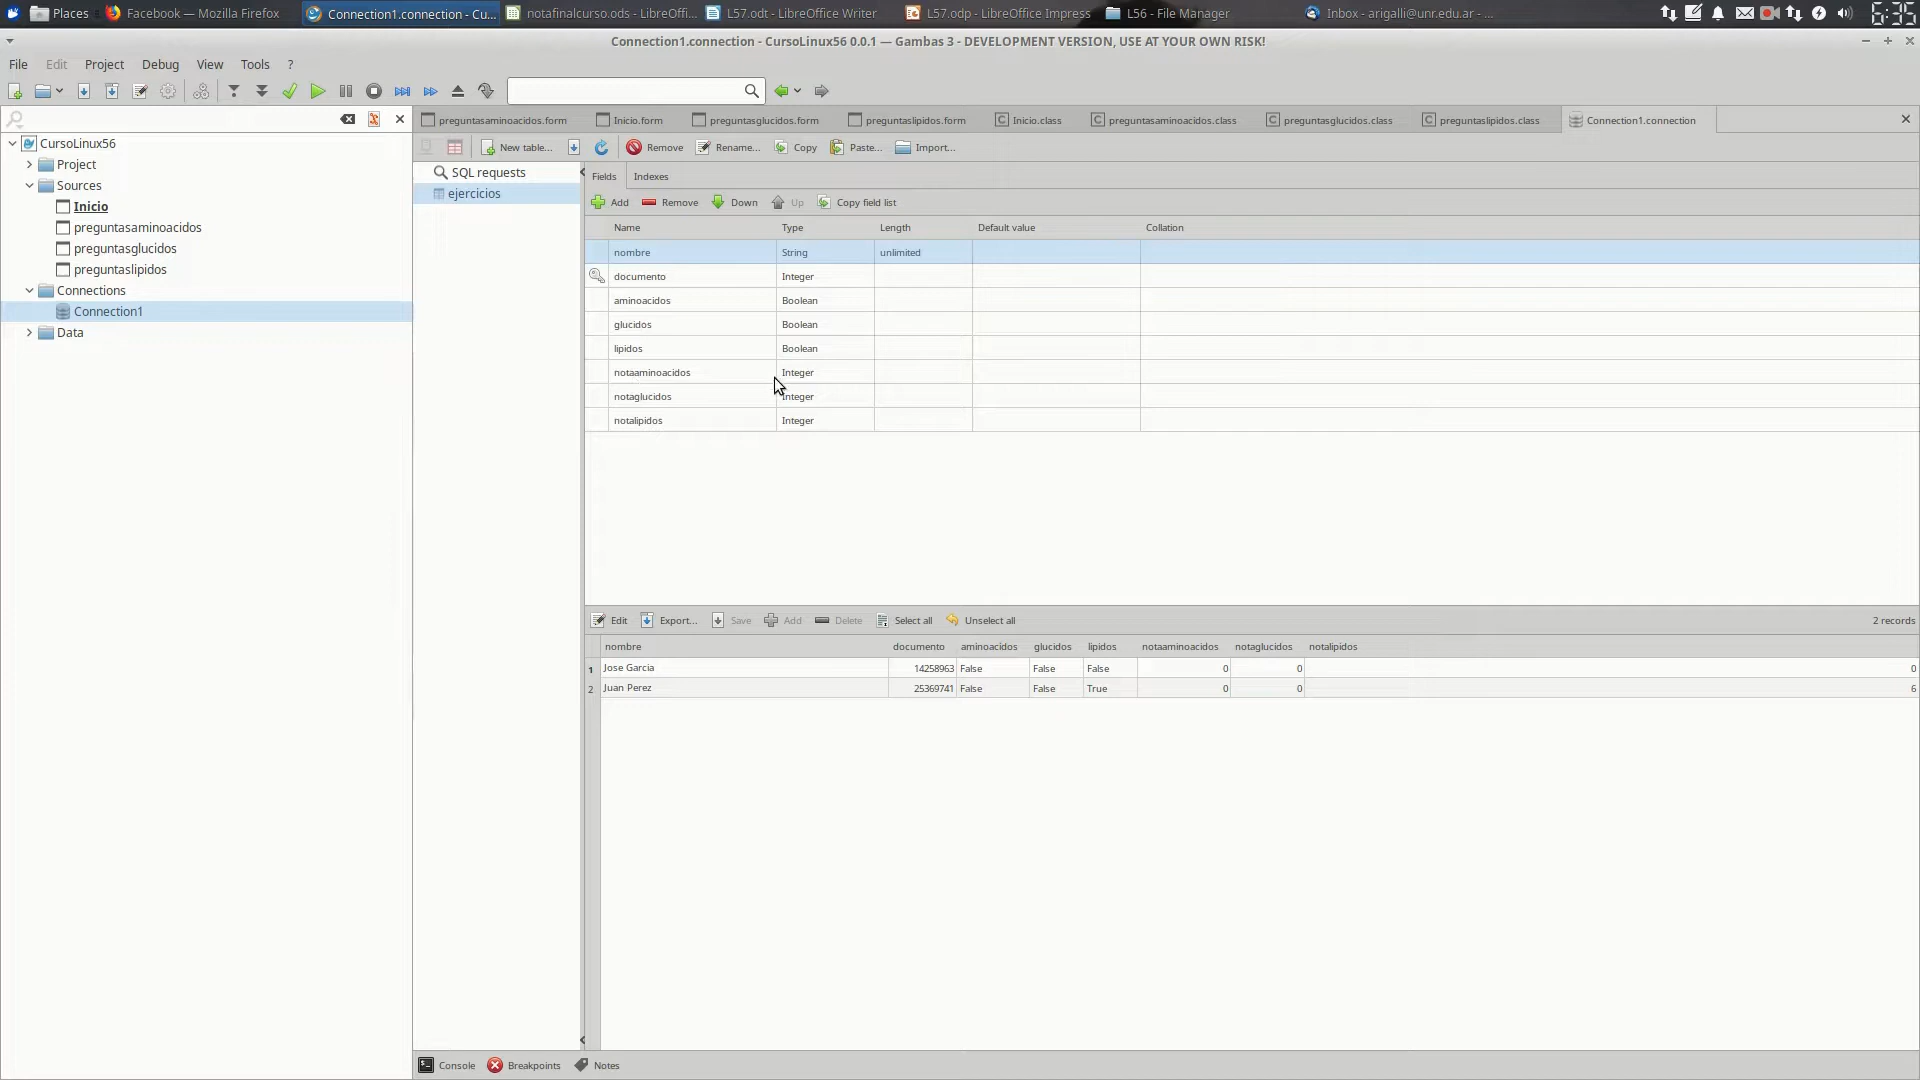 Places Facebook — Mozilla Firefox Connection1.connection - Cu... notafinalcurso.ods - LibreOffi... L57.odt - LibreOffice Writer L57.odp - LibreOffice Impress L56 - File Manager Inbox - arigalli@unr.edu.ar - ... 6:35
Connection1.connection - CursoLinux56 0.0.1 — Gambas 3 - DEVELOPMENT VERSION, USE AT YOUR OWN RISK!
File Edit Project Debug View Tools ?
preguntasaminoacidos.form Inicio.form preguntasglucidos.form preguntaslipidos.form Inicio.class preguntasaminoacidos.class preguntasglucidos.class preguntaslipidos.class Connection1.connection
New table... Remove Rename... Copy Paste... Import...
CursoLinux56
Project
Sources
Inicio
preguntasaminoacidos
preguntasglucidos
preguntaslipidos
Connections
Connection1
Data
SQL requests
ejercicios
Fields Indexes
Add Remove Down Up Copy field list
Name Type Length Default value Collation
nombre String unlimited
documento Integer
aminoacidos Boolean
glucidos Boolean
lipidos Boolean
notaaminoacidos Integer
notaglucidos Integer
notalipidos Integer
Edit Export... Save Add Delete Select all Unselect all 2 records
nombre documento aminoacidos glucidos lipidos notaaminoacidos notaglucidos notalipidos
1 Jose Garcia 14258963 False False False 0 0 0
2 Juan Perez 25369741 False False True 0 0 6
Console Breakpoints Notes